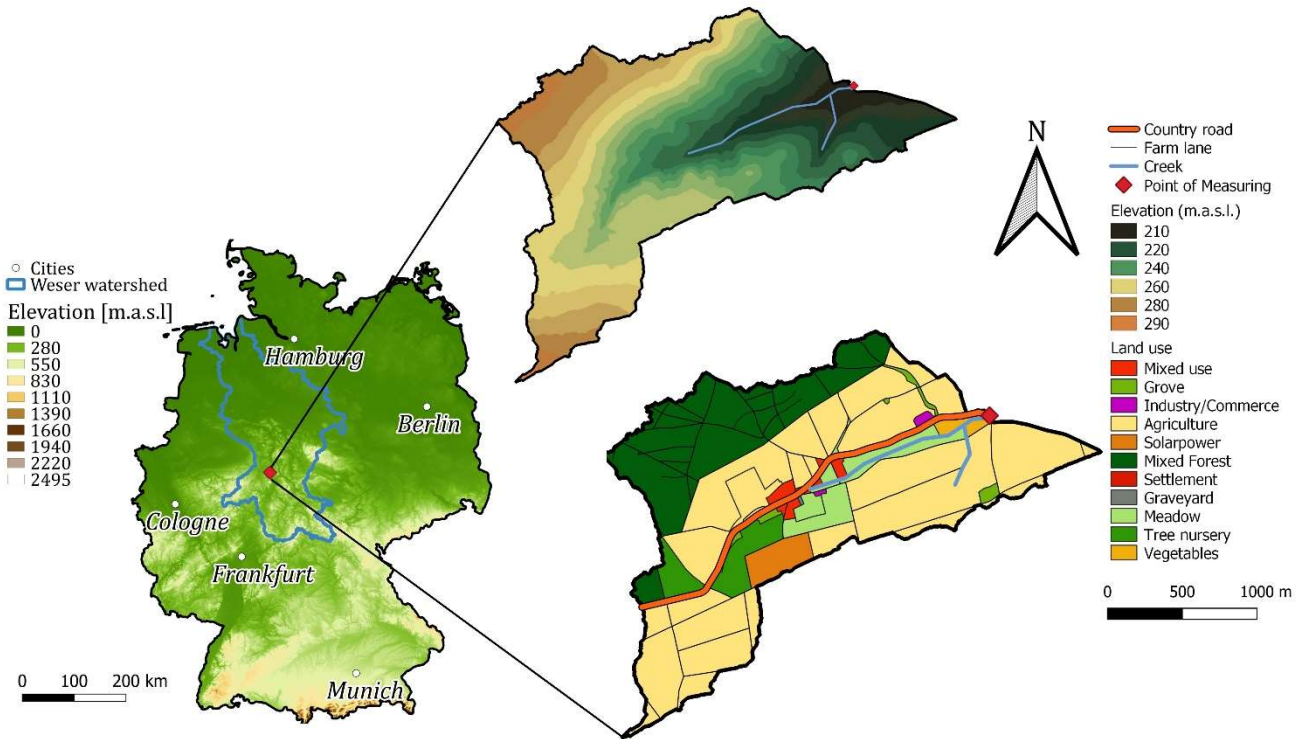 Cities
Weser watershed
Elevation [m.a.s.l]
0
280
550
830
1110
1390
1660
1940
2220
2495
Hamburg
Berlin
Cologne
Frankfurt
Munich
0 100 200 km
N
Country road
Farm lane
Creek
Point of Measuring
Elevation (m.a.s.l.)
210
220
240
260
280
290
Land use
Mixed use
Grove
Industry/Commerce
Agriculture
Solarpower
Mixed Forest
Settlement
Graveyard
Meadow
Tree nursery
Vegetables
0 500 1000 m